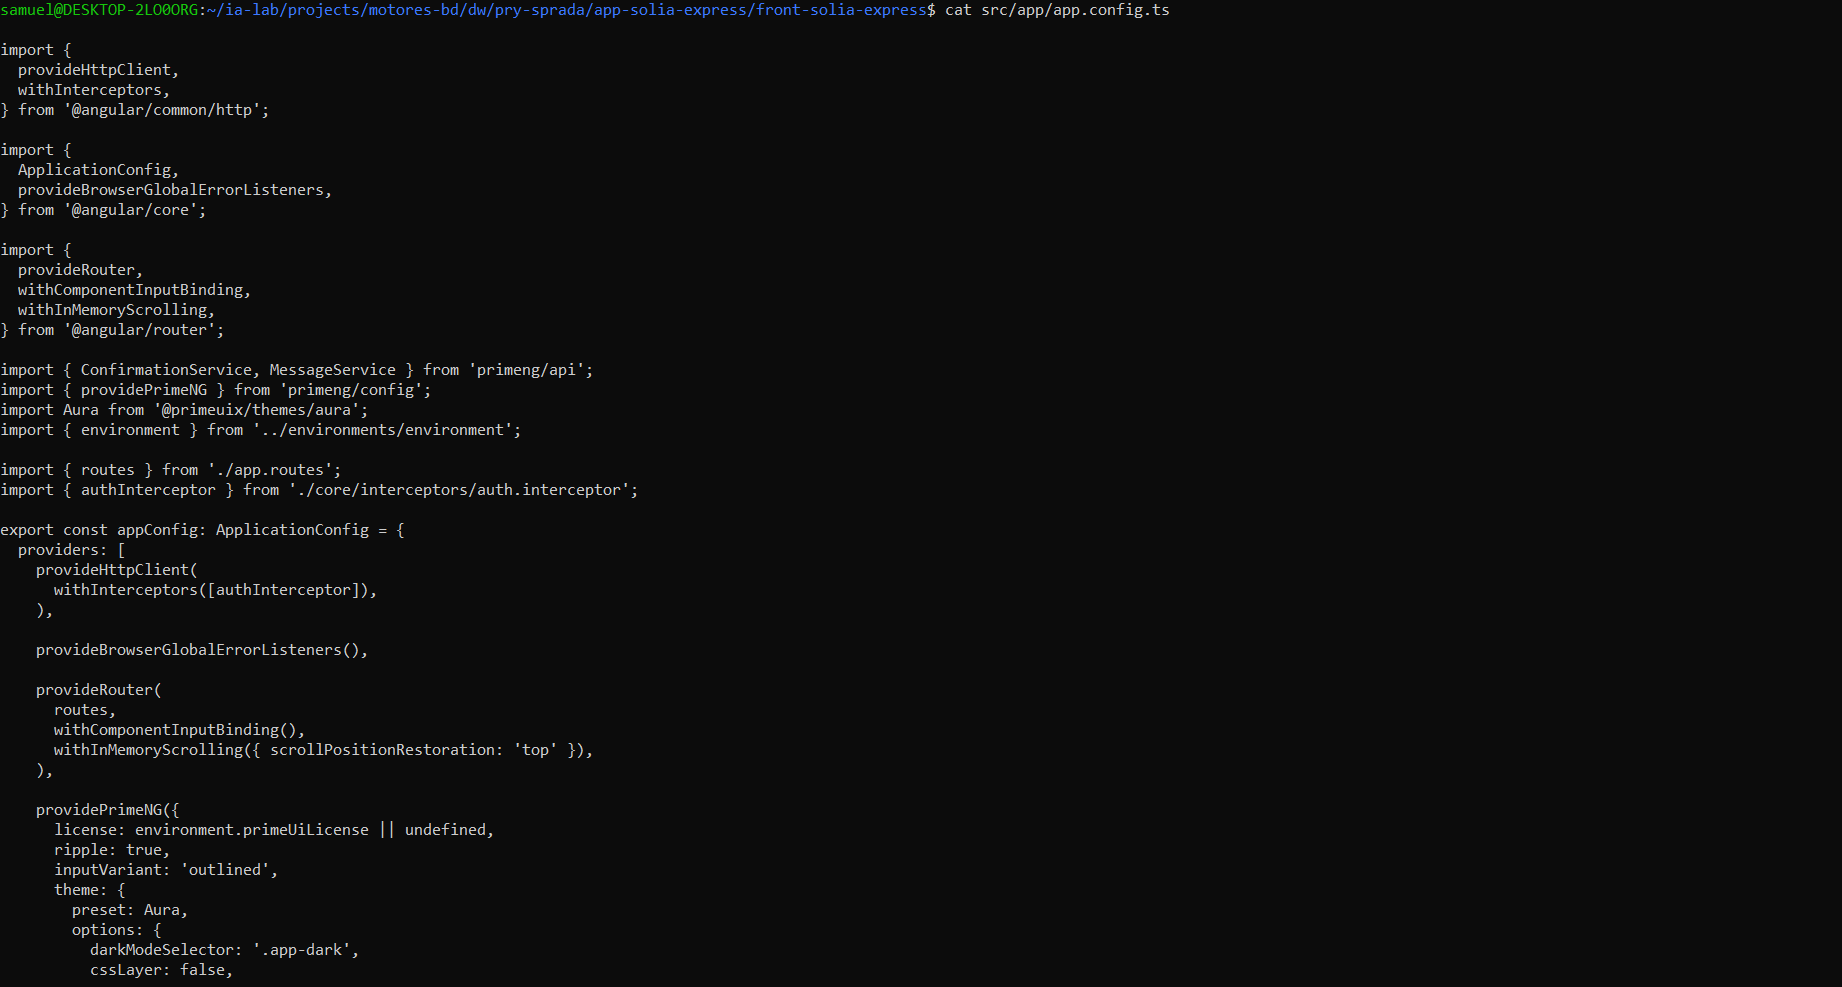 samuel@DESKTOP-2LO0ORG:~/ia-lab/projects/motores-bd/dw/pry-sprada/app-solia-express/front-solia-express$ cat src/app/app.config.ts
import {
  provideHttpClient,
  withInterceptors,
} from '@angular/common/http';
import {
  ApplicationConfig,
  provideBrowserGlobalErrorListeners,
} from '@angular/core';
import {
  provideRouter,
  withComponentInputBinding,
  withInMemoryScrolling,
} from '@angular/router';
import { ConfirmationService, MessageService } from 'primeng/api';
import { providePrimeNG } from 'primeng/config';
import Aura from '@primeuix/themes/aura';
import { environment } from '../environments/environment';
import { routes } from './app.routes';
import { authInterceptor } from './core/interceptors/auth.interceptor';
export const appConfig: ApplicationConfig = {
  providers: [
    provideHttpClient(
      withInterceptors([authInterceptor]),
    ),
    provideBrowserGlobalErrorListeners(),
    provideRouter(
      routes,
      withComponentInputBinding(),
      withInMemoryScrolling({ scrollPositionRestoration: 'top' }),
    ),
    providePrimeNG({
      license: environment.primeUiLicense || undefined,
      ripple: true,
      inputVariant: 'outlined',
      theme: {
        preset: Aura,
        options: {
          darkModeSelector: '.app-dark',
          cssLayer: false,